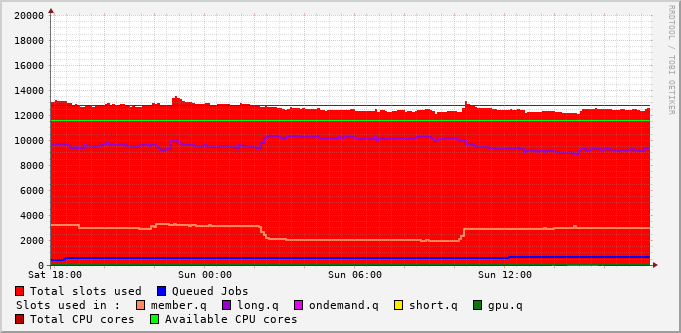 20000
18000
16000
14000
12000
10000
8000
6000
4000
2000
0
Sat 18:00 Sun 00:00 Sun 06:00 Sun 12:00
Total slots used Queued Jobs
Slots used in : member.q long.q ondemand.q short.q gpu.q
Total CPU cores Available CPU cores
RRDTOOL / TOBI OETIKER